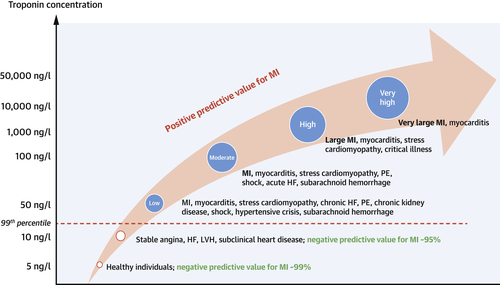 Troponin concentration
50,000 ng/l
10,000 ng/l
1,000 ng/l
100 ng/l
50 ng/l
99th percentile
10 ng/l
5 ng/l
Positive predictive value for MI
Very
high
Very large MI, myocarditis
High
Large MI, myocarditis, stress
cardiomyopathy, critical illness
Moderate
MI, myocarditis, stress cardiomyopathy, PE,
shock, acute HF, subarachnoid hemorrhage
Low
MI, myocarditis, stress cardiomyopathy, chronic HF, PE, chronic kidney
disease, shock, hypertensive crisis, subarachnoid hemorrhage
Stable angina, HF, LVH, subclinical heart disease; negative predictive value for MI ~95%
Healthy individuals; negative predictive value for MI ~99%